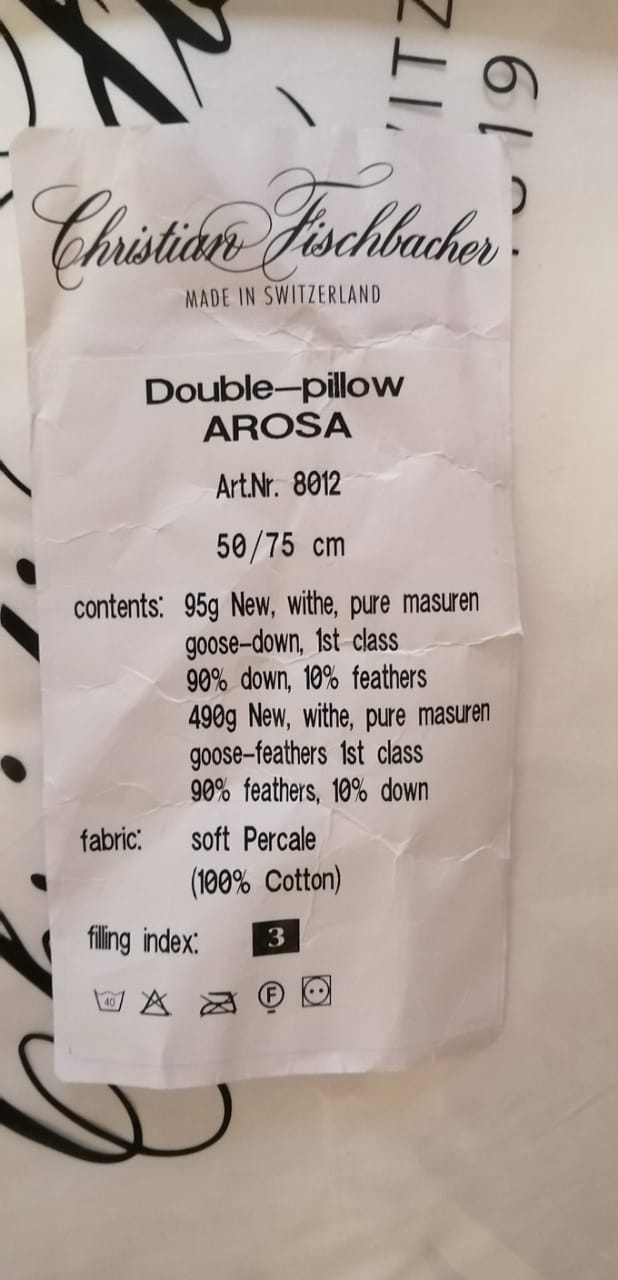 Christian Fischbacher
MADE IN SWITZERLAND
Double-pillow
AROSA
Art.Nr. 8012
50/75 cm
contents: 95g New, withe, pure masuren
goose-down, 1st class
90% down, 10% feathers
490g New, withe, pure masuren
goose-feathers 1st class
90% feathers, 10% down
fabric: soft Percale
(100% Cotton)
filling index: 3
40 F